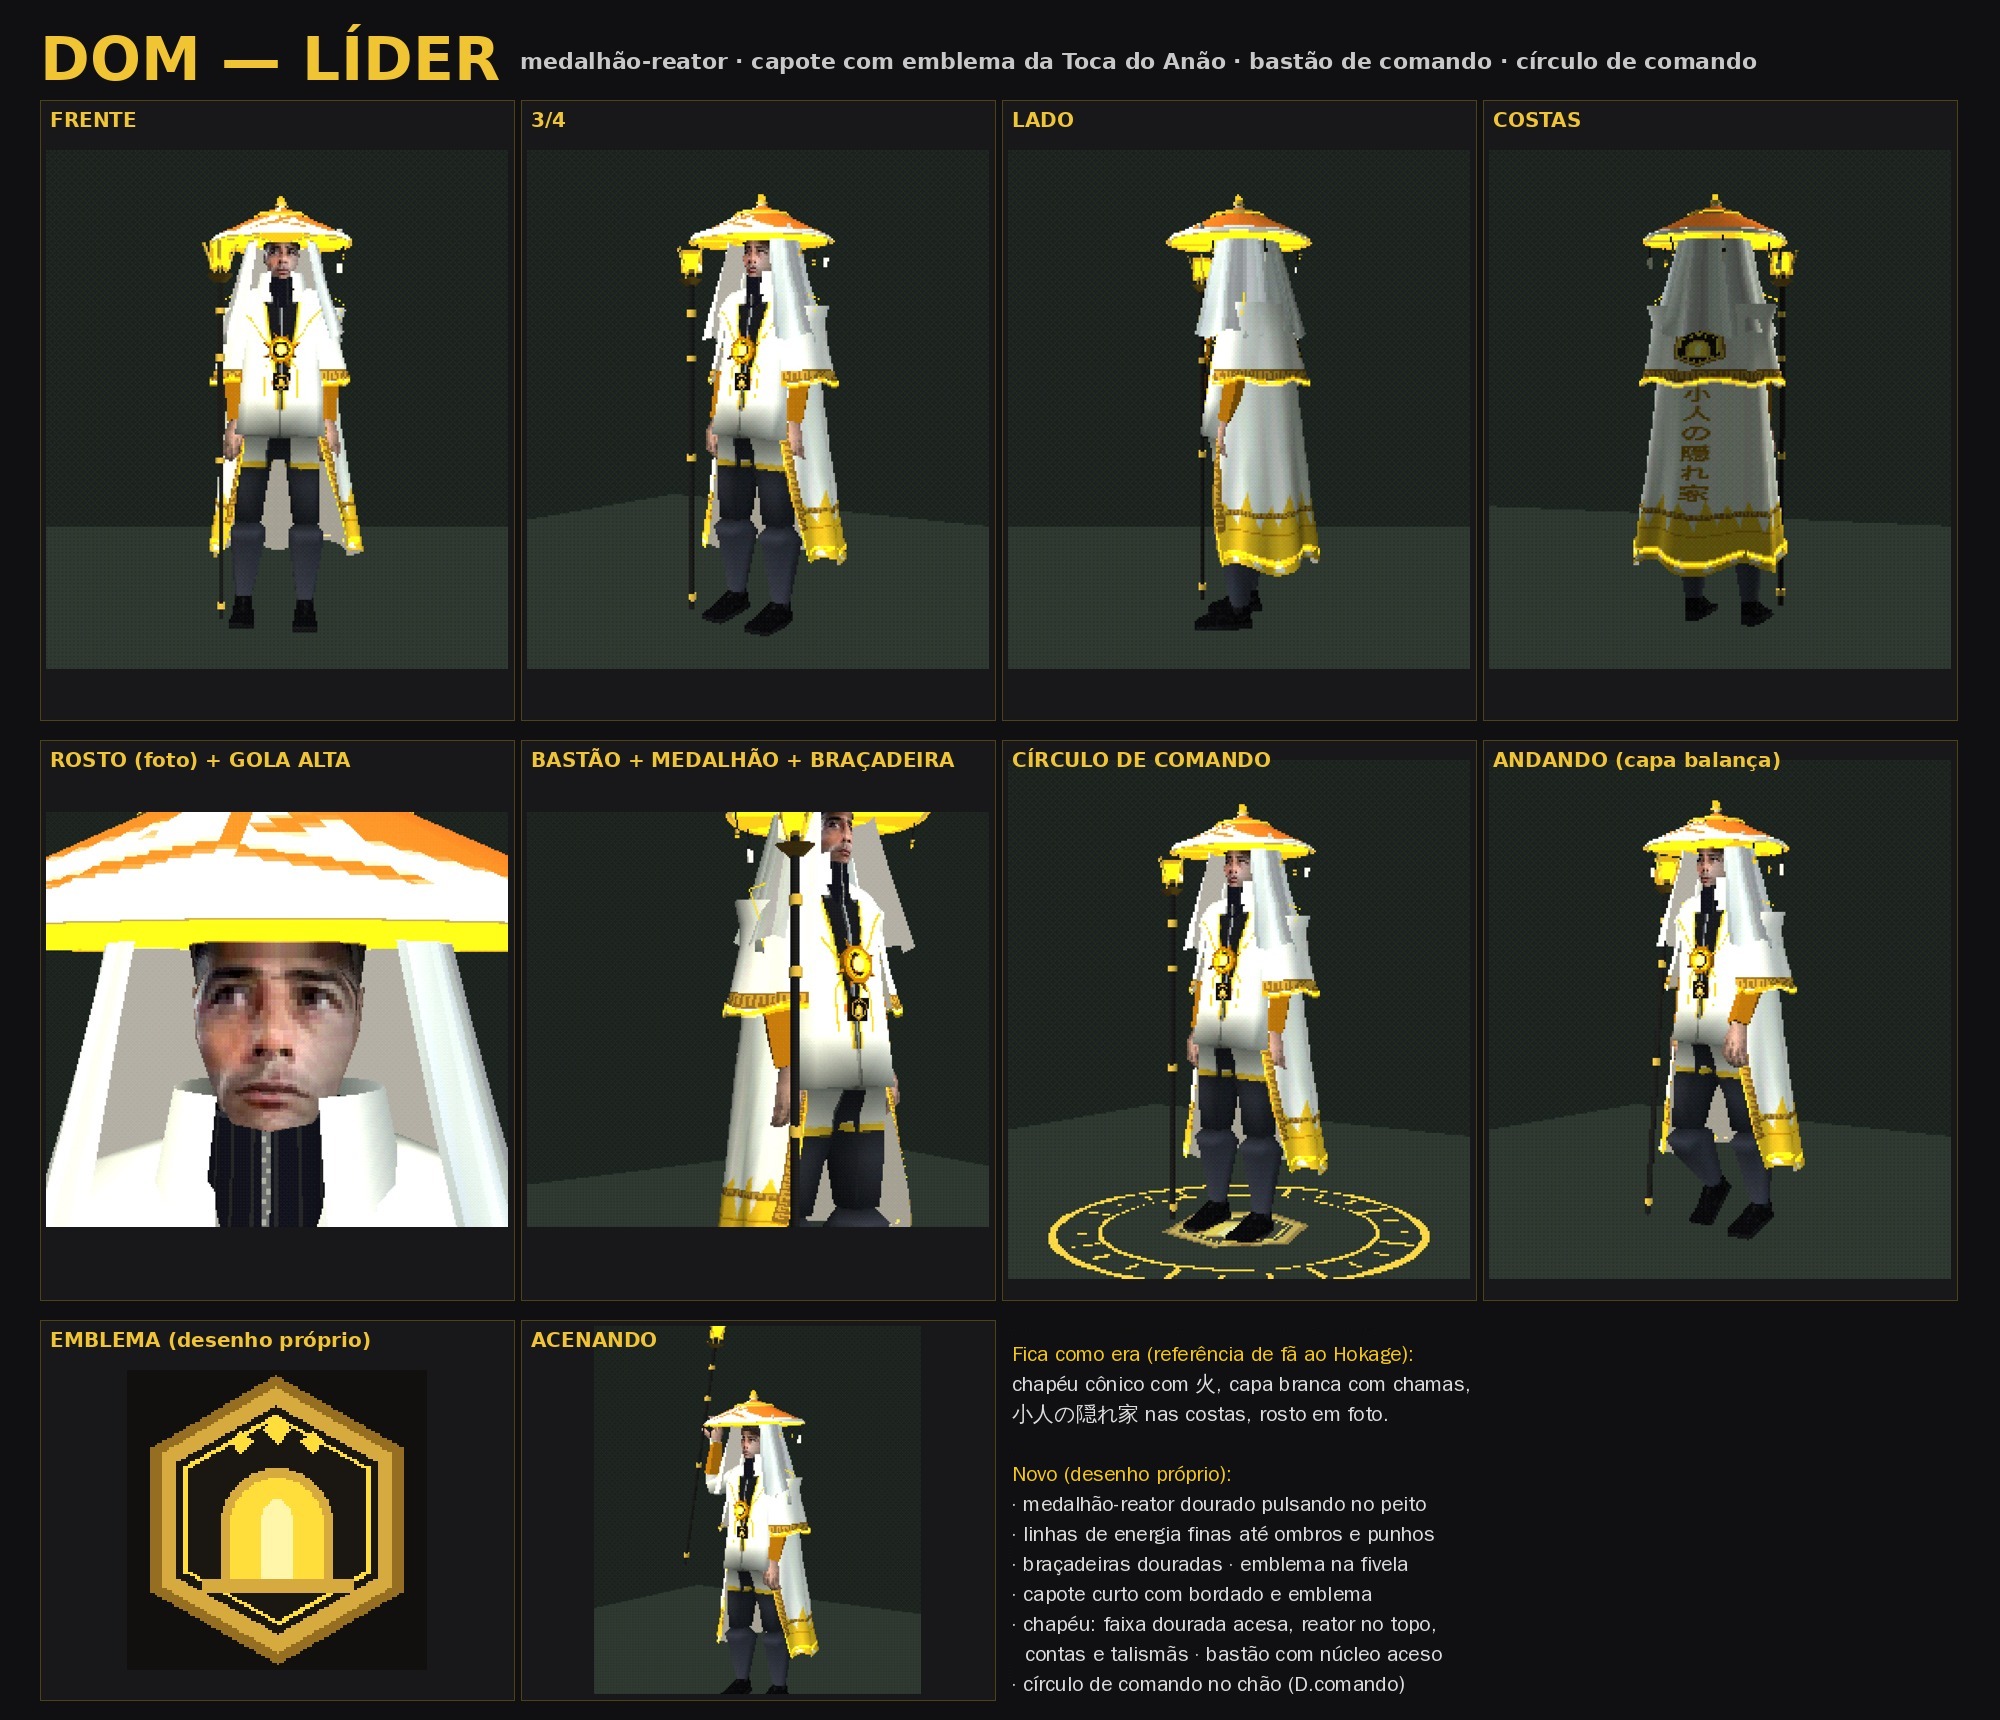 DOM — LÍDER medalhão-reator · capote com emblema da Toca do Anão · bastão de comando · círculo de comando
FRENTE
3/4
LADO
COSTAS
小人の隠れ家
ROSTO (foto) + GOLA ALTA
BASTÃO + MEDALHÃO + BRAÇADEIRA
CÍRCULO DE COMANDO
ANDANDO (capa balança)
EMBLEMA (desenho próprio)
ACENANDO
Fica como era (referência de fã ao Hokage):
chapéu cônico com 火, capa branca com chamas,
小人の隠れ家 nas costas, rosto em foto.
Novo (desenho próprio):
· medalhão-reator dourado pulsando no peito
· linhas de energia finas até ombros e punhos
· braçadeiras douradas · emblema na fivela
· capote curto com bordado e emblema
· chapéu: faixa dourada acesa, reator no topo,
contas e talismãs · bastão com núcleo aceso
· círculo de comando no chão (D.comando)